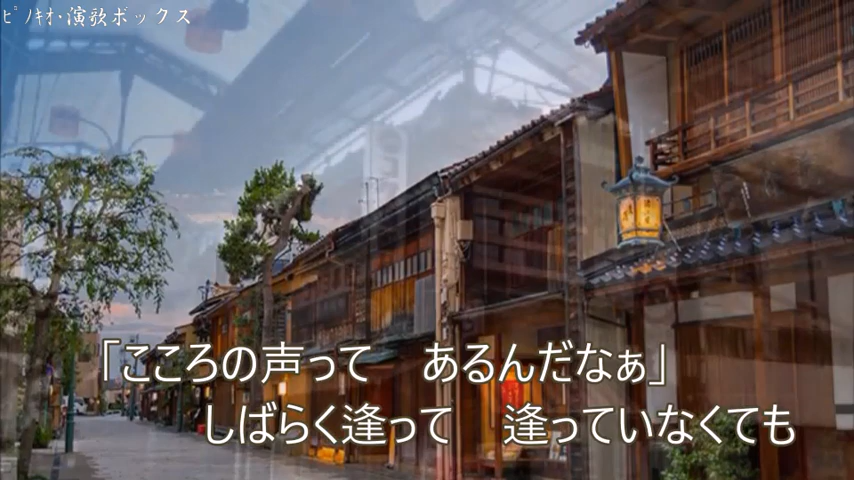 ピノキオ・演歌ボックス
「こころの声って　あるんだなぁ」
しばらく逢って　逢っていなくても